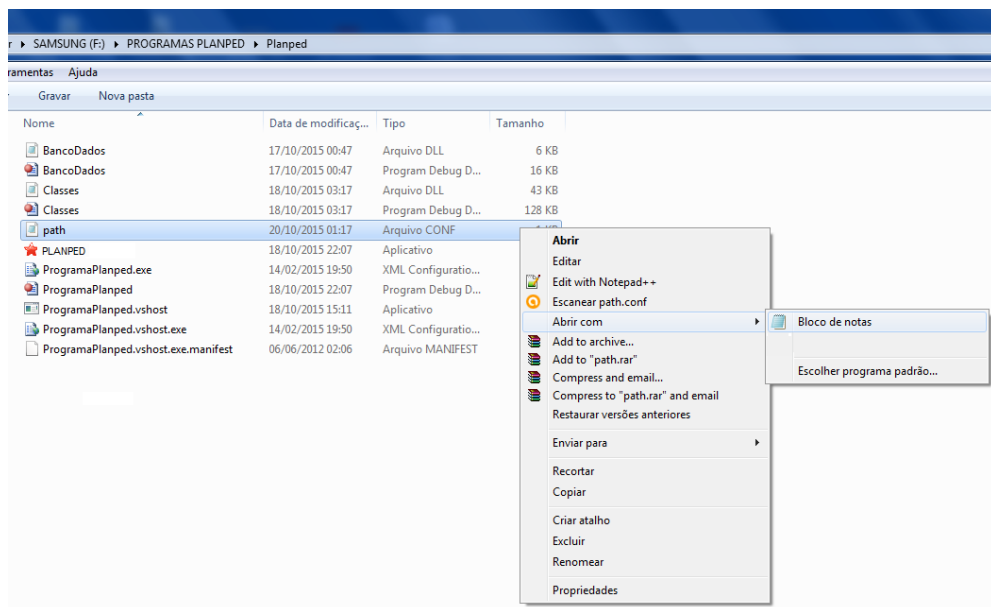 r ▸ SAMSUNG (F:) ▸ PROGRAMAS PLANPED ▸ Planped
ramentas Ajuda
Gravar Nova pasta
Nome Data de modificaç... Tipo Tamanho
BancoDados 17/10/2015 00:47 Arquivo DLL 6 KB
BancoDados 17/10/2015 00:47 Program Debug D... 16 KB
Classes 18/10/2015 03:17 Arquivo DLL 43 KB
Classes 18/10/2015 03:17 Program Debug D... 128 KB
path 20/10/2015 01:17 Arquivo CONF
PLANPED 18/10/2015 22:07 Aplicativo
ProgramaPlanped.exe 14/02/2015 19:50 XML Configuratio...
ProgramaPlanped 18/10/2015 22:07 Program Debug D...
ProgramaPlanped.vshost 18/10/2015 15:11 Aplicativo
ProgramaPlanped.vshost.exe 14/02/2015 19:50 XML Configuratio...
ProgramaPlanped.vshost.exe.manifest 06/06/2012 02:06 Arquivo MANIFEST
Abrir
Editar
Edit with Notepad++
Escanear path.conf
Abrir com
Add to archive...
Add to "path.rar"
Compress and email...
Compress to "path.rar" and email
Restaurar versões anteriores
Enviar para
Recortar
Copiar
Criar atalho
Excluir
Renomear
Propriedades
Bloco de notas
Escolher programa padrão...